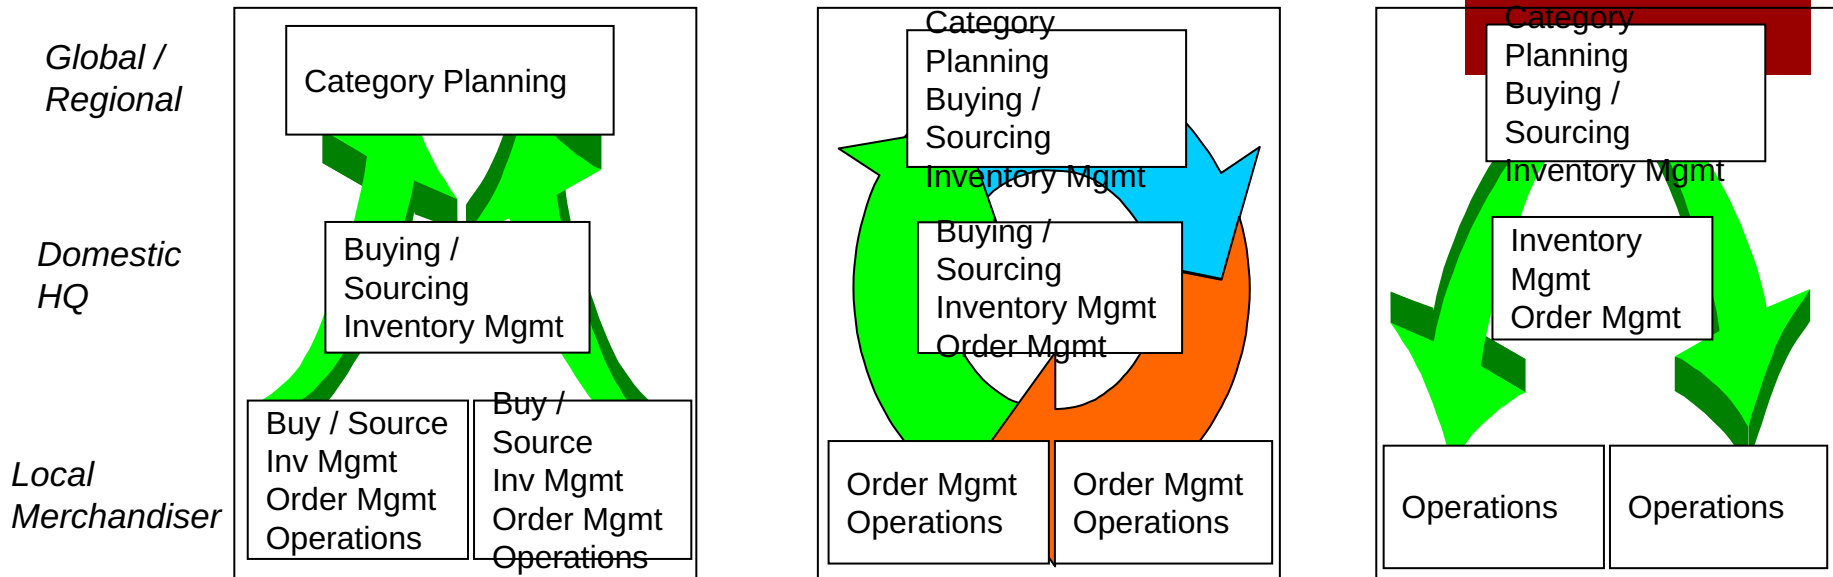 Global /
Regional
Category Planning
Category
Planning
Buying /
Sourcing
Inventory Mgmt
Category
Planning
Buying /
Sourcing
Inventory Mgmt
Domestic
HQ
Buying /
Sourcing
Inventory Mgmt
Buying /
Sourcing
Inventory Mgmt
Order Mgmt
Inventory
Mgmt
Order Mgmt
Local
Merchandiser
Buy / Source
Inv Mgmt
Order Mgmt
Operations
Buy /
Source
Inv Mgmt
Order Mgmt
Operations
Order Mgmt
Operations
Order Mgmt
Operations
Operations
Operations